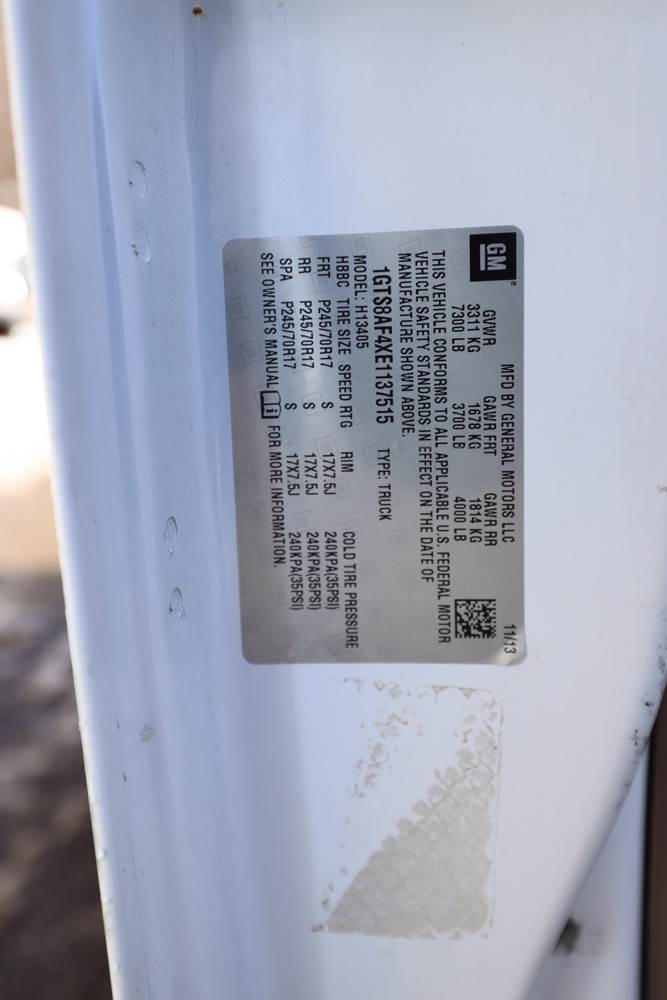 GM ®
MFD BY GENERAL MOTORS LLC 11/13
GVWR GAWR FRT GAWR RR
3311 KG 1678 KG 1814 KG
7300 LB 3700 LB 4000 LB
THIS VEHICLE CONFORMS TO ALL APPLICABLE U.S. FEDERAL MOTOR
VEHICLE SAFETY STANDARDS IN EFFECT ON THE DATE OF
MANUFACTURE SHOWN ABOVE.
1GTS8AF4XE1137515 TYPE: TRUCK
MODEL: H13405
HBBC TIRE SIZE SPEED RTG RIM COLD TIRE PRESSURE
FRT P245/70R17 S 17X7.5J 240KPA(35PSI)
RR P245/70R17 S 17X7.5J 240KPA(35PSI)
SPA P245/70R17 S 17X7.5J 240KPA(35PSI)
SEE OWNER'S MANUAL i FOR MORE INFORMATION.